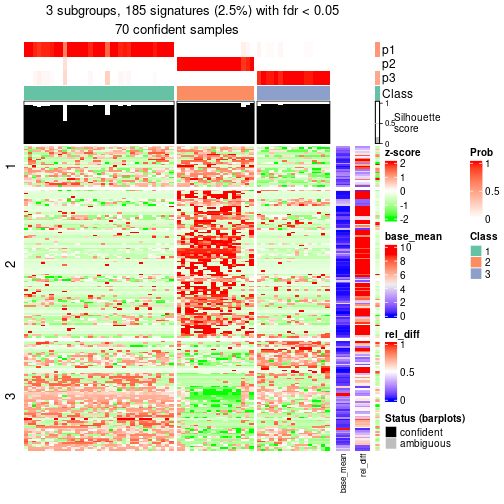 3 subgroups, 185 signatures (2.5%) with fdr < 0.05
70 confident samples
p1
p2
p3
Class
1
0.5
0
Silhouette
score
1
2
3
base_mean
rel_diff
z-score
2
1
0
-1
-2
base_mean
10
8
6
4
2
0
rel_diff
1
0.5
0
Status (barplots)
confident
ambiguous
Prob
1
0.5
0
Class
1
2
3